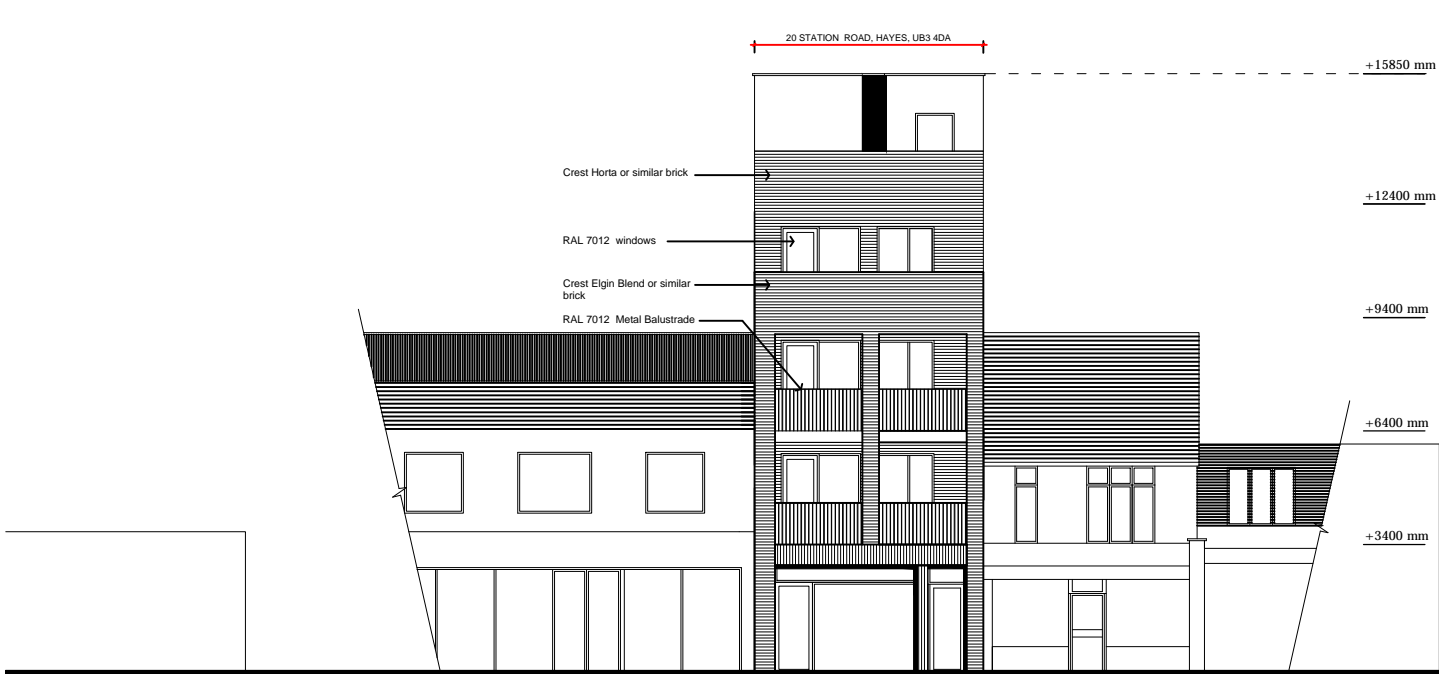 20 STATION ROAD, HAYES, UB3 4DA
+15850 mm
Crest Horta or similar brick
+12400 mm
RAL 7012 windows
Crest Elgin Blend or similar
brick
+9400 mm
RAL 7012 Metal Balustrade
+6400 mm
+3400 mm